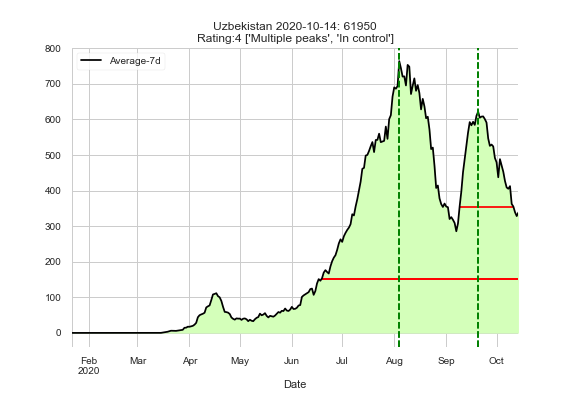 Uzbekistan 2020-10-14: 61950
Rating:4 ['Multiple peaks', 'In control']
Average-7d
800
700
600
500
400
300
200
100
0
Feb Mar Apr May Jun Jul Aug Sep Oct
2020
Date